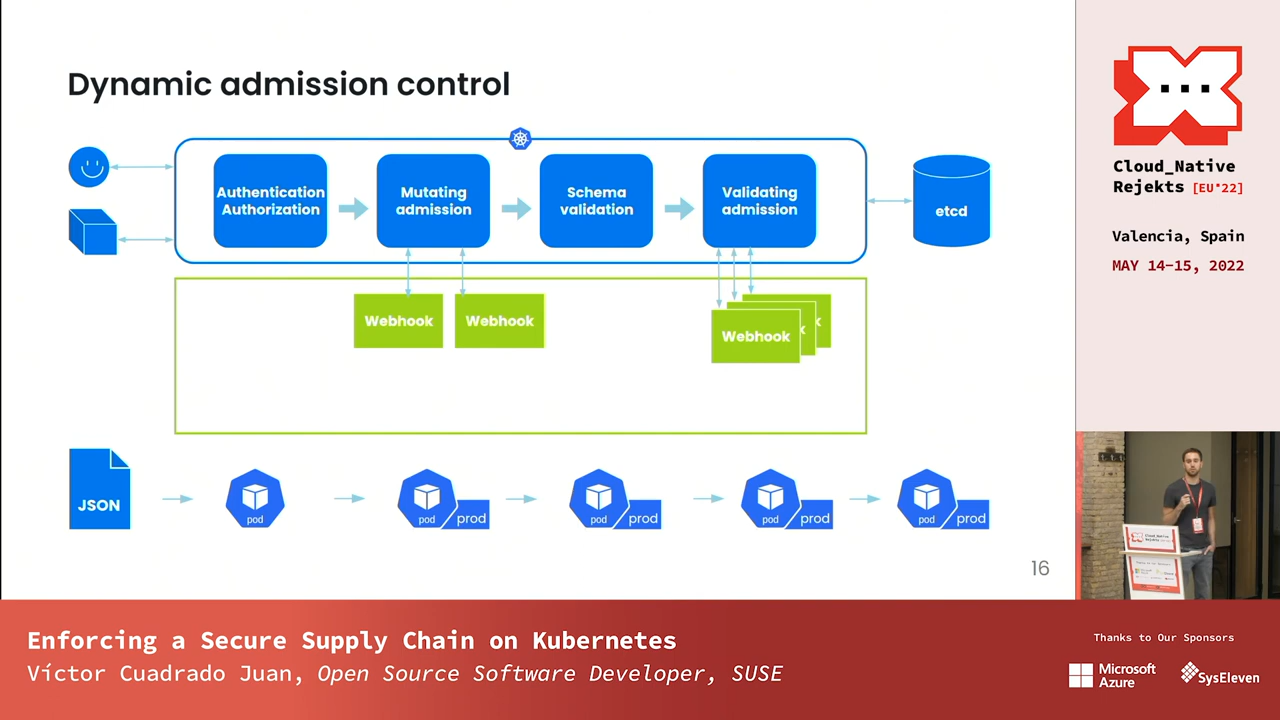 Dynamic admission control
Authentication
Authorization
Mutating
admission
Schema
validation
Validating
admission
etcd
Webhook
Webhook
Webhook
k
k
JSON
pod
pod
prod
pod
prod
pod
prod
pod
prod
16
Cloud_Native
Rejekts [EU*22]
Valencia, Spain
MAY 14-15, 2022
Cloud_Native
Rejekts
Enforcing a Secure Supply Chain on Kubernetes
Víctor Cuadrado Juan, Open Source Software Developer, SUSE
Thanks to Our Sponsors
Microsoft
Azure
SysEleven